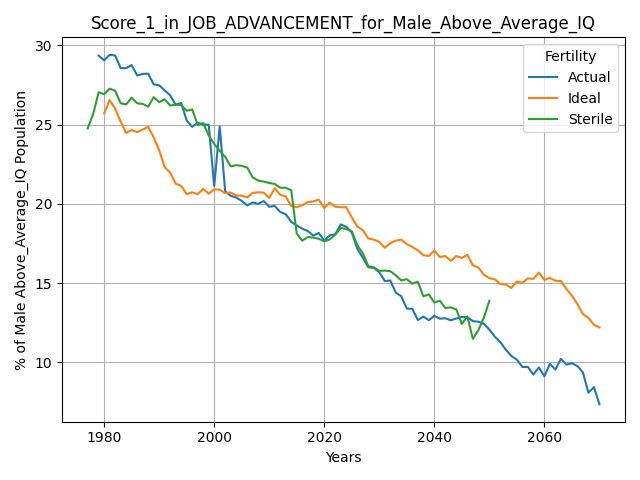 Score_1_in_JOB_ADVANCEMENT_for_Male_Above_Average_IQ
% of Male Above_Average_IQ Population
30
25
20
15
10
Fertility
Actual
Ideal
Sterile
1980 2000 2020 2040 2060
Years